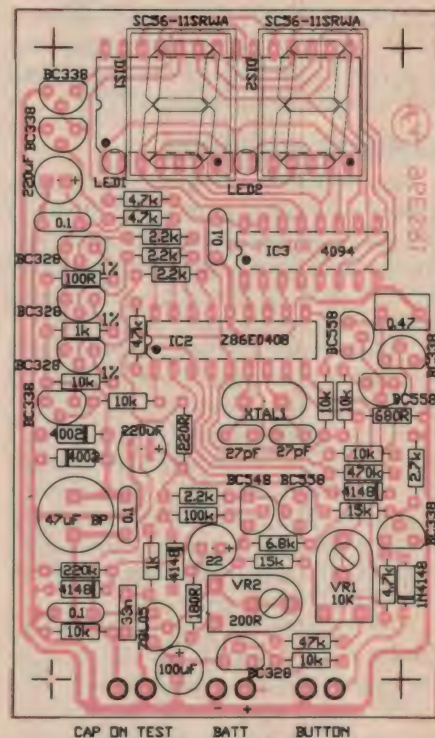 SC56-11SRWA SC56-11SRWA
BC338
DIS1
DIS2
BC338
220uF
LED1
LED2
4.7k
0.1
4.7k
2.2k
0.1
IC3 4094
BC328
2.2k
100R 1%
2.2k
BC328
1k 1%
4.7k
IC2 Z86E0408
BC558
0.47
BC328
BC338
10k 1%
BC558
BC338
10k
XTAL1
10k
10k
680R
4002
220uF
220R
27pF 27pF
10k
4002
470k
2.7k
2.2k
BC548 BC558
4148
47uF BP
0.1
100k
15k
6.8k
BC338
1k
4148
22
15k
220k
VR2
VR1
4.7k
1N4148
4148
10K
0.1
33n
78L05
180R
200R
10k
47k
100uF
10k
BC328
- +
CAP ON TEST BATT BUTTON